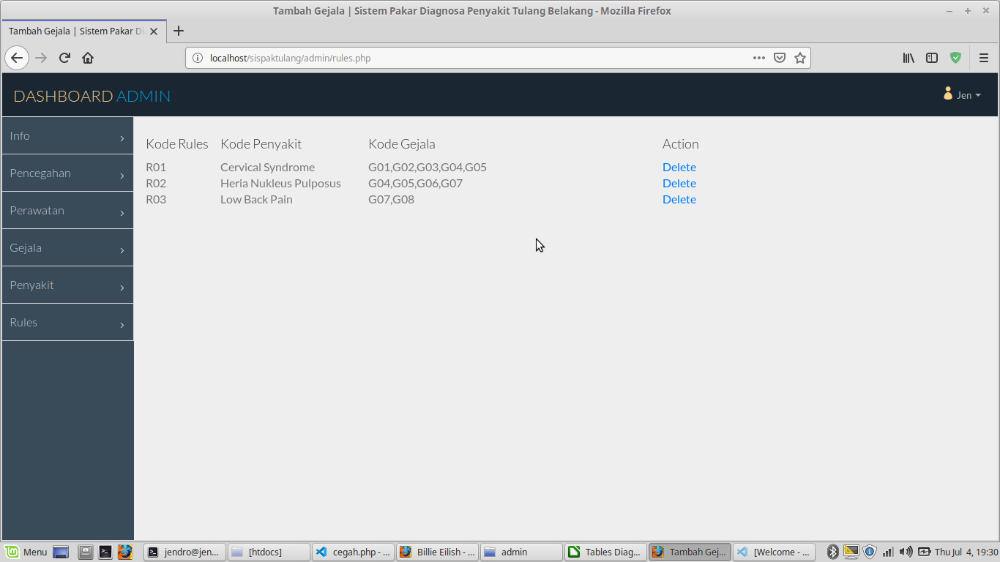 Tambah Gejala | Sistem Pakar Diagnosa Penyakit Tulang Belakang - Mozilla Firefox
Tambah Gejala | Sistem Pakar D
localhost/sispaktulang/admin/rules.php
DASHBOARD ADMIN
Jen
Info
Pencegahan
Perawatan
Gejala
Penyakit
Rules
Kode Rules Kode Penyakit Kode Gejala Action
R01 Cervical Syndrome G01,G02,G03,G04,G05 Delete
R02 Heria Nukleus Pulposus G04,G05,G06,G07 Delete
R03 Low Back Pain G07,G08 Delete
Menu jendro@jen... [htdocs] cegah.php - ... Billie Eilish - ... admin Tables Diag... Tambah Gej... [Welcome - ... Thu Jul 4, 19:30